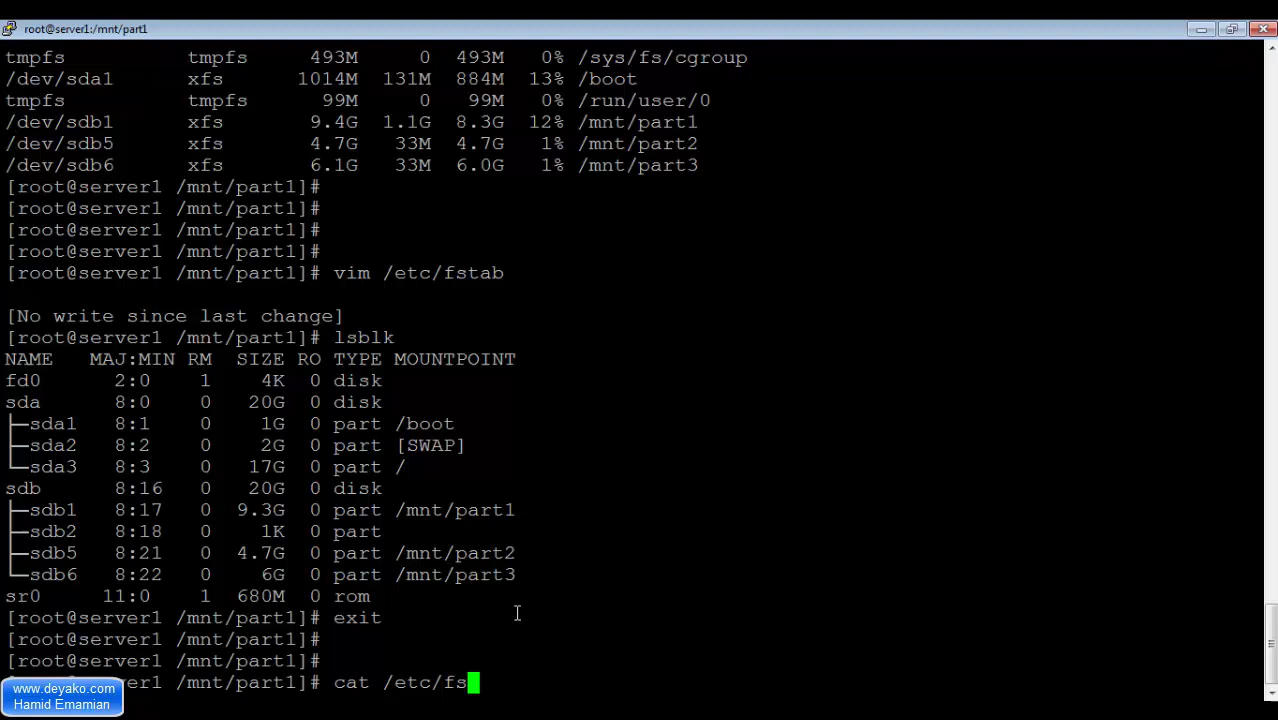 root@server1:/mnt/part1
tmpfs tmpfs 493M 0 493M 0% /sys/fs/cgroup
/dev/sda1 xfs 1014M 131M 884M 13% /boot
tmpfs tmpfs 99M 0 99M 0% /run/user/0
/dev/sdb1 xfs 9.4G 1.1G 8.3G 12% /mnt/part1
/dev/sdb5 xfs 4.7G 33M 4.7G 1% /mnt/part2
/dev/sdb6 xfs 6.1G 33M 6.0G 1% /mnt/part3
[root@server1 /mnt/part1]#
[root@server1 /mnt/part1]#
[root@server1 /mnt/part1]#
[root@server1 /mnt/part1]#
[root@server1 /mnt/part1]# vim /etc/fstab
[No write since last change]
[root@server1 /mnt/part1]# lsblk
NAME MAJ:MIN RM SIZE RO TYPE MOUNTPOINT
fd0 2:0 1 4K 0 disk
sda 8:0 0 20G 0 disk
├─sda1 8:1 0 1G 0 part /boot
├─sda2 8:2 0 2G 0 part [SWAP]
└─sda3 8:3 0 17G 0 part /
sdb 8:16 0 20G 0 disk
├─sdb1 8:17 0 9.3G 0 part /mnt/part1
├─sdb2 8:18 0 1K 0 part
├─sdb5 8:21 0 4.7G 0 part /mnt/part2
└─sdb6 8:22 0 6G 0 part /mnt/part3
sr0 11:0 1 680M 0 rom
[root@server1 /mnt/part1]# exit
[root@server1 /mnt/part1]#
[root@server1 /mnt/part1]#
[root@server1 /mnt/part1]# cat /etc/fs
www.deyako.com
Hamid Emamian